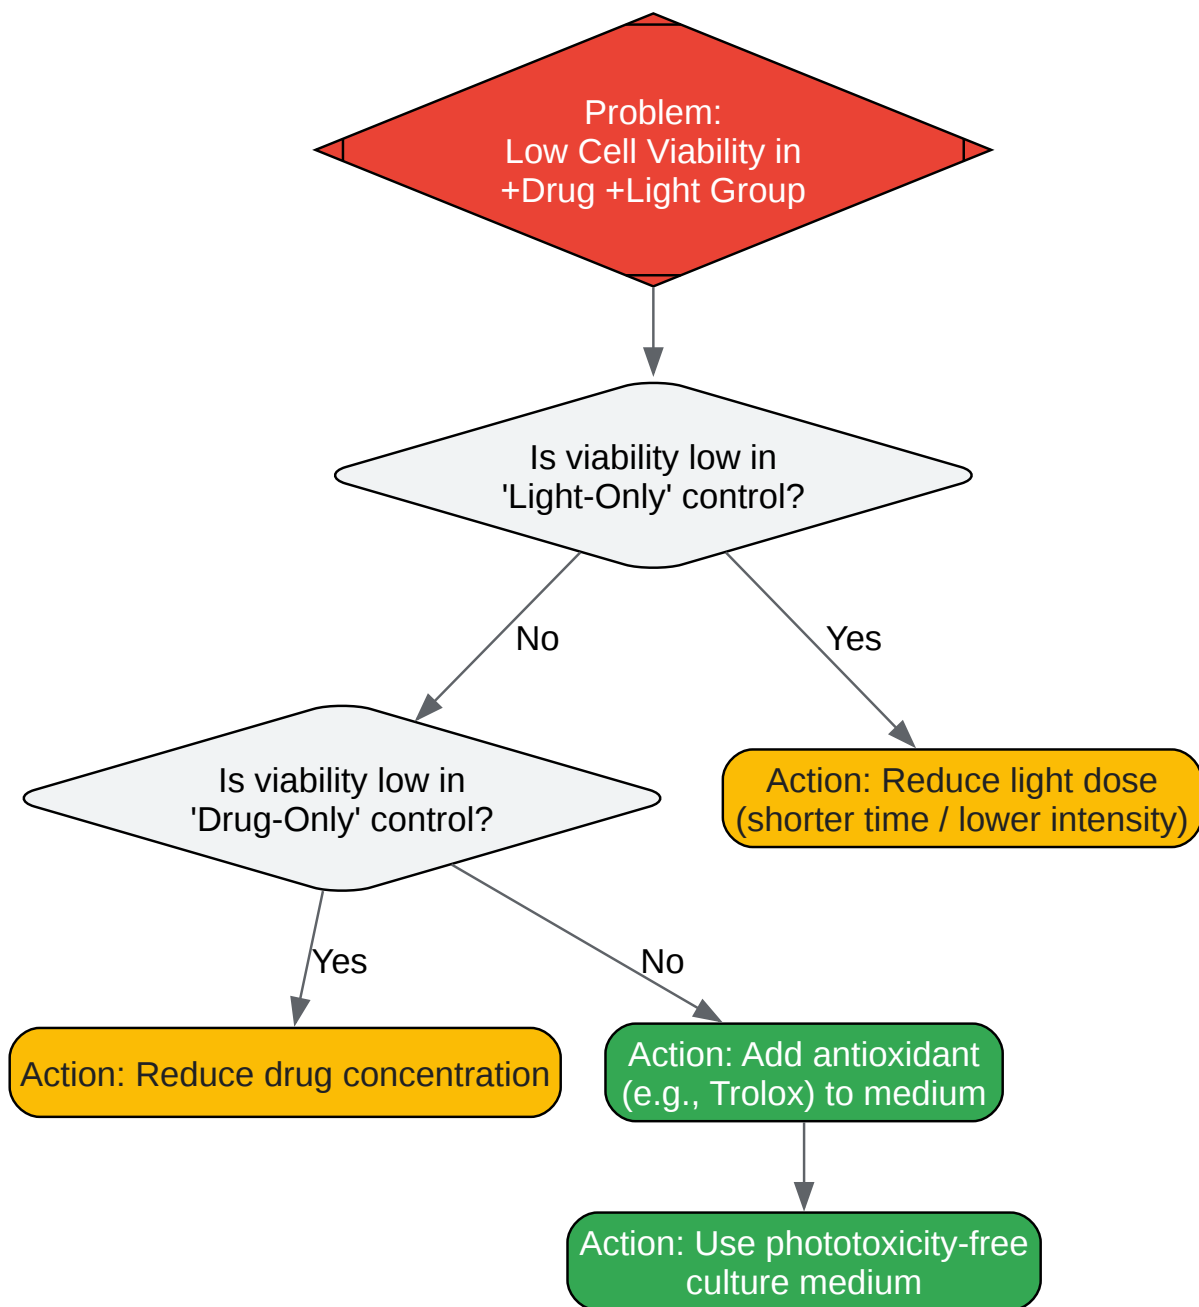 Problem:
Low Cell Viability in
+Drug +Light Group
Is viability low in
'Light-Only' control?
No
Yes
Is viability low in
'Drug-Only' control?
Action: Reduce light dose
(shorter time / lower intensity)
Yes
No
Action: Reduce drug concentration
Action: Add antioxidant
(e.g., Trolox) to medium
Action: Use phototoxicity-free
culture medium